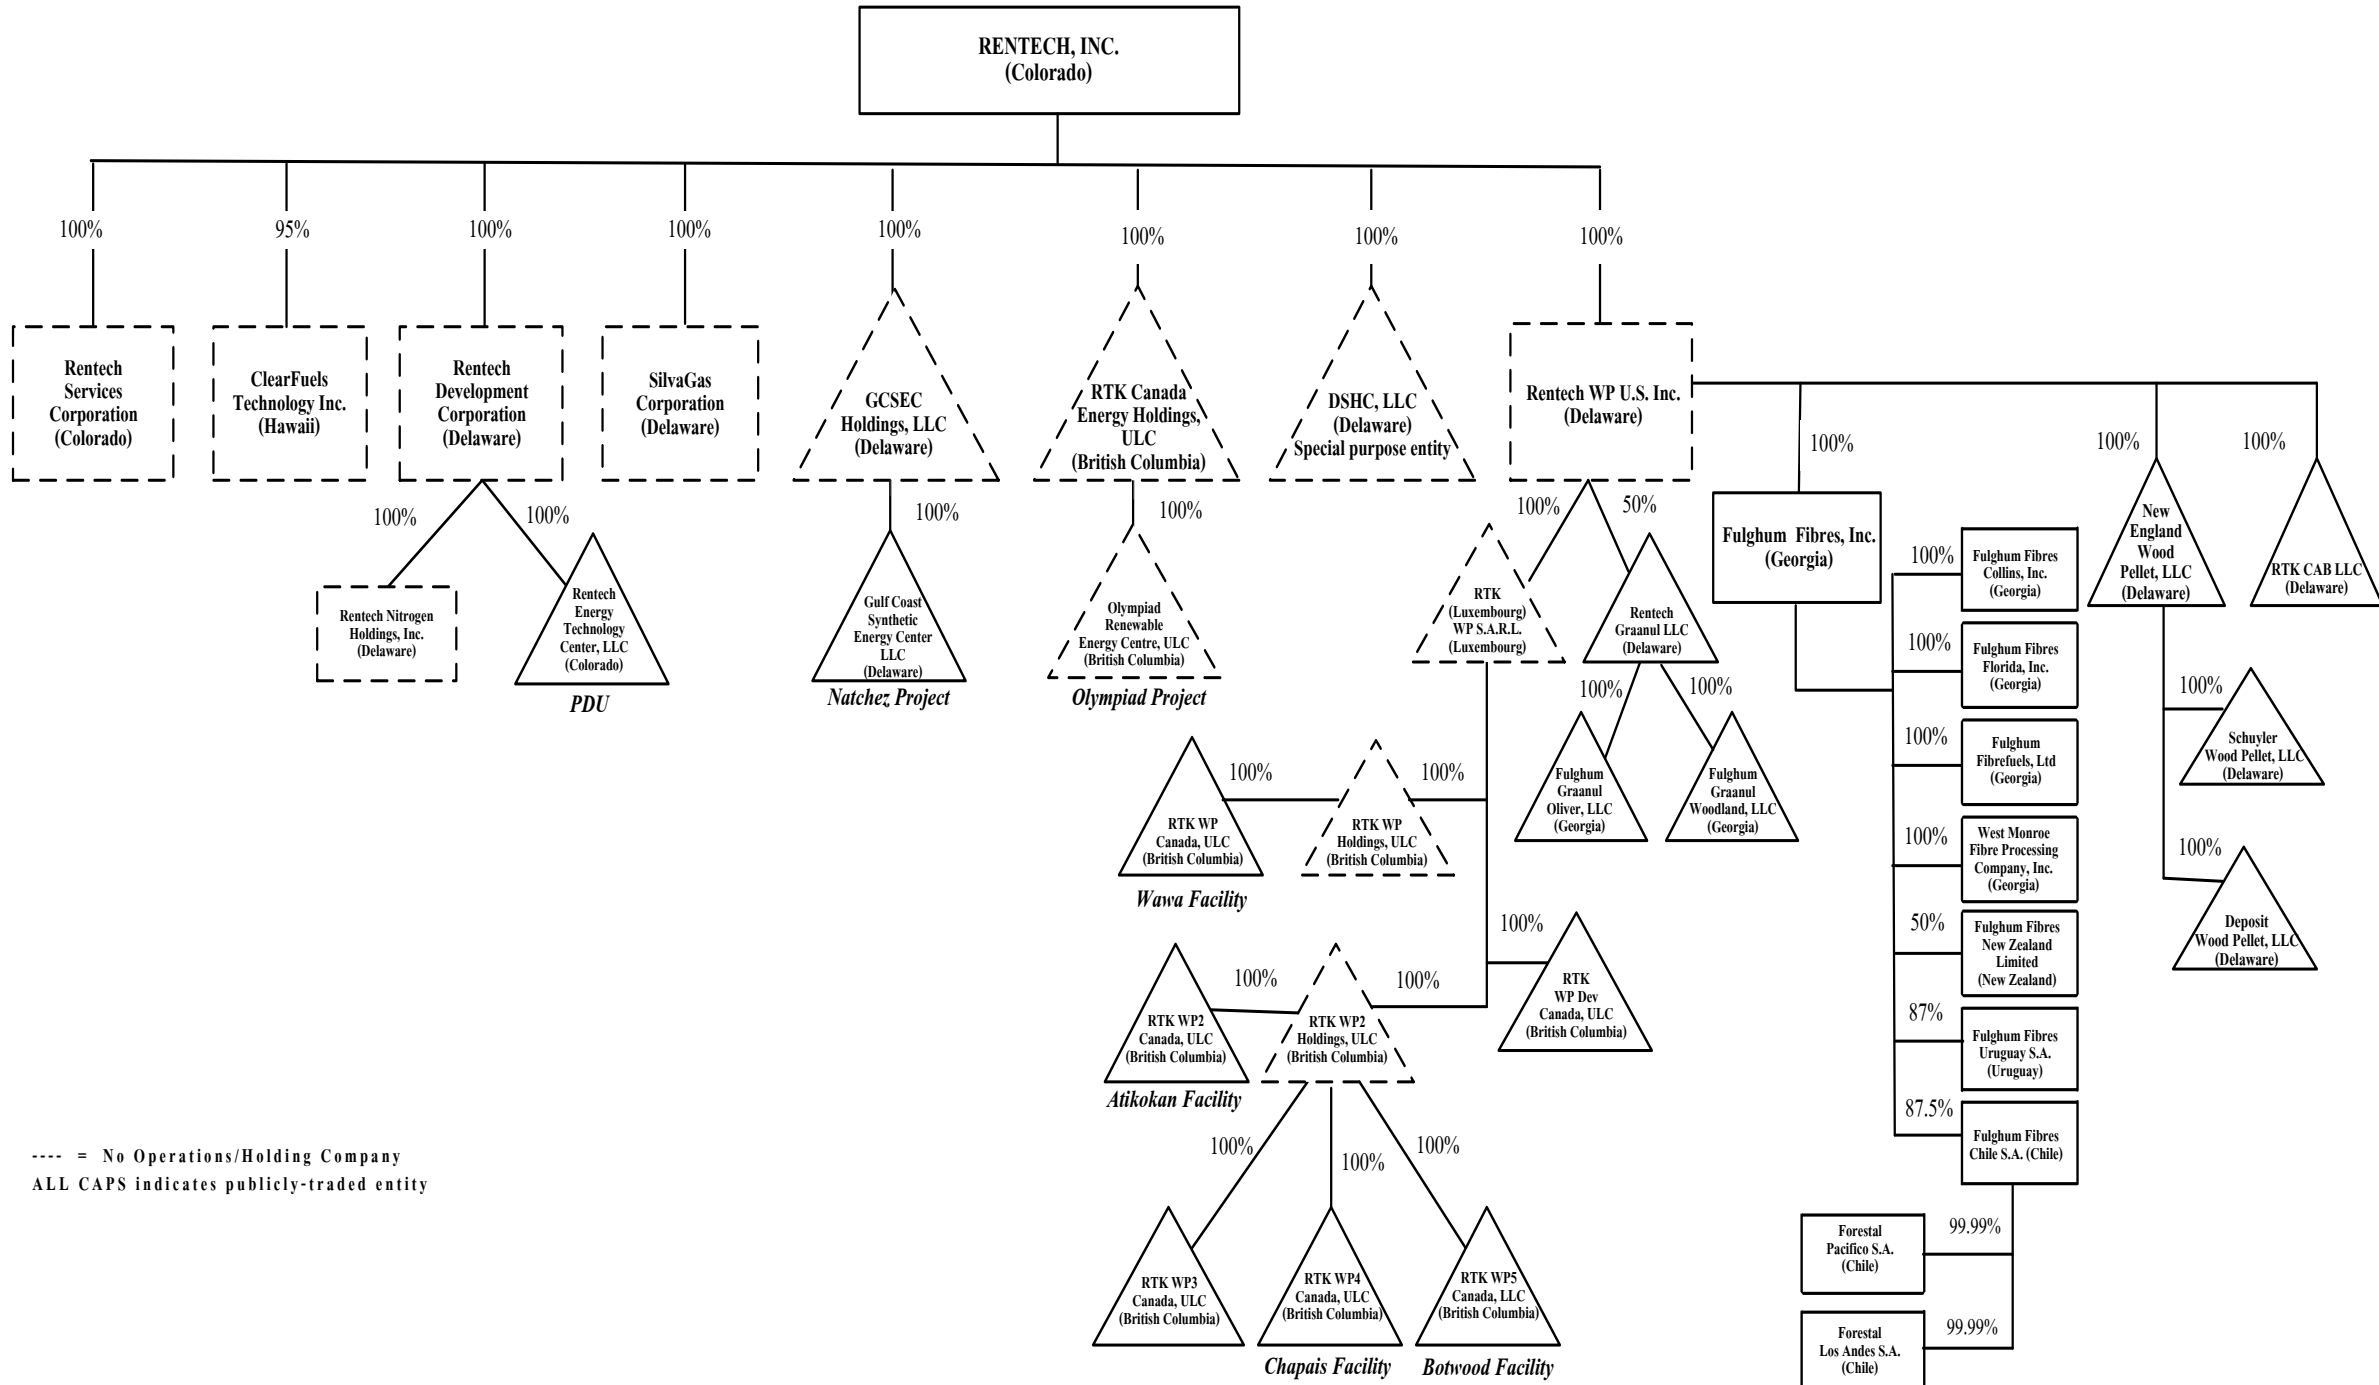 RENTECH, INC.
(Colorado)
100%
95%
100%
100%
100%
100%
100%
100%
Rentech
Services
Corporation
(Colorado)
ClearFuels
Technology Inc.
(Hawaii)
Rentech
Development
Corporation
(Delaware)
SilvaGas
Corporation
(Delaware)
GCSEC
Holdings, LLC
(Delaware)
RTK Canada
Energy Holdings,
ULC
(British Columbia)
DSHC, LLC
(Delaware)
Special purpose entity
Rentech WP U.S. Inc.
(Delaware)
100%
100%
100%
100%
100%
100%
100%
50%
Rentech Nitrogen
Holdings, Inc.
(Delaware)
Rentech
Energy
Technology
Center, LLC
(Colorado)
PDU
Gulf Coast
Synthetic
Energy Center
LLC
(Delaware)
Natchez Project
Olympiad
Renewable
Energy Centre, ULC
(British Columbia)
Olympiad Project
RTK
(Luxembourg)
WP S.A.R.L.
(Luxembourg)
Rentech
Graanul LLC
(Delaware)
100%
100%
Fulghum
Graanul
Oliver, LLC
(Georgia)
Fulghum
Graanul
Woodland, LLC
(Georgia)
Fulghum Fibres, Inc.
(Georgia)
New
England
Wood
Pellet, LLC
(Delaware)
RTK CAB LLC
(Delaware)
100%
Fulghum Fibres
Collins, Inc.
(Georgia)
100%
Fulghum Fibres
Florida, Inc.
(Georgia)
100%
Fulghum
Fibrefuels, Ltd
(Georgia)
100%
West Monroe
Fibre Processing
Company, Inc.
(Georgia)
50%
Fulghum Fibres
New Zealand
Limited
(New Zealand)
87%
Fulghum Fibres
Uruguay S.A.
(Uruguay)
87.5%
Fulghum Fibres
Chile S.A. (Chile)
99.99%
Forestal
Pacifico S.A.
(Chile)
99.99%
Forestal
Los Andes S.A.
(Chile)
100%
Schuyler
Wood Pellet, LLC
(Delaware)
100%
Deposit
Wood Pellet, LLC
(Delaware)
100%
100%
RTK WP
Canada, ULC
(British Columbia)
Wawa Facility
RTK WP
Holdings, ULC
(British Columbia)
100%
RTK
WP Dev
Canada, ULC
(British Columbia)
100%
100%
RTK WP2
Canada, ULC
(British Columbia)
Atikokan Facility
RTK WP2
Holdings, ULC
(British Columbia)
100%
100%
100%
RTK WP3
Canada, ULC
(British Columbia)
RTK WP4
Canada, ULC
(British Columbia)
Chapais Facility
RTK WP5
Canada, LLC
(British Columbia)
Botwood Facility
---- = No Operations/Holding Company
ALL CAPS indicates publicly-traded entity